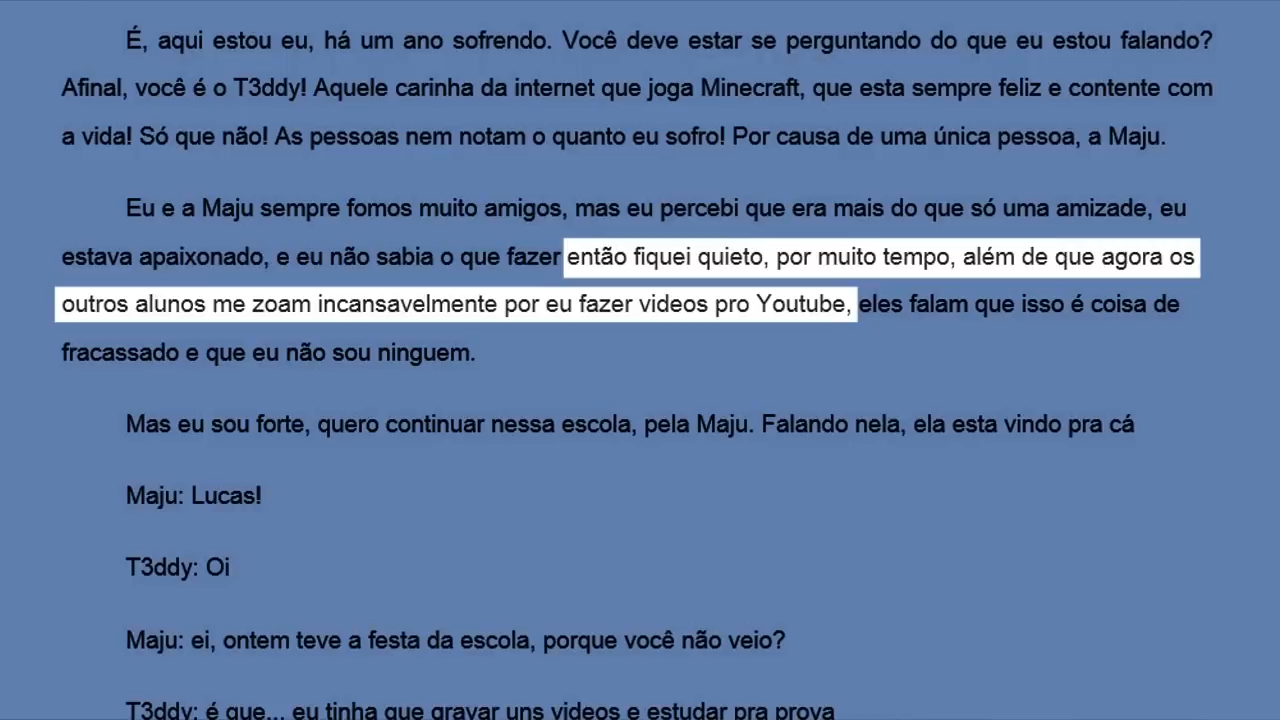 É, aqui estou eu, há um ano sofrendo. Você deve estar se perguntando do que eu estou falando?
Afinal, você é o T3ddy! Aquele carinha da internet que joga Minecraft, que esta sempre feliz e contente com
a vida! Só que não! As pessoas nem notam o quanto eu sofro! Por causa de uma única pessoa, a Maju.
Eu e a Maju sempre fomos muito amigos, mas eu percebi que era mais do que só uma amizade, eu
estava apaixonado, e eu não sabia o que fazer então fiquei quieto, por muito tempo, além de que agora os
outros alunos me zoam incansavelmente por eu fazer videos pro Youtube, eles falam que isso é coisa de
fracassado e que eu não sou ninguem.
Mas eu sou forte, quero continuar nessa escola, pela Maju. Falando nela, ela esta vindo pra cá
Maju: Lucas!
T3ddy: Oi
Maju: ei, ontem teve a festa da escola, porque você não veio?
T3ddy: é que... eu tinha que gravar uns videos e estudar pra prova